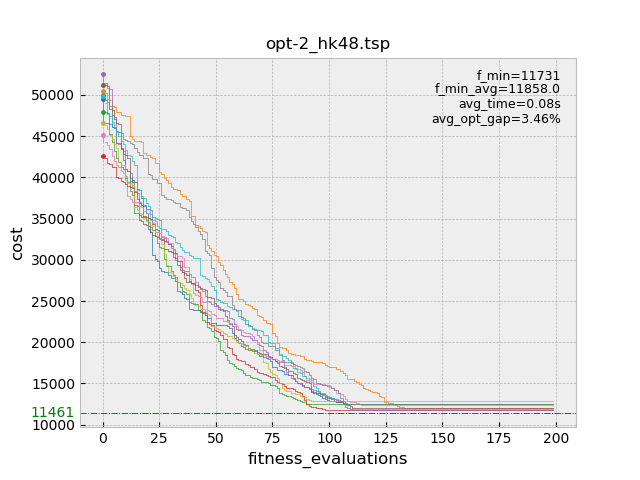 opt-2_hk48.tsp
f_min=11731
f_min_avg=11858.0
avg_time=0.08s
avg_opt_gap=3.46%
cost
50000
45000
40000
35000
30000
25000
20000
15000
11461
10000
0 25 50 75 100 125 150 175 200
fitness_evaluations